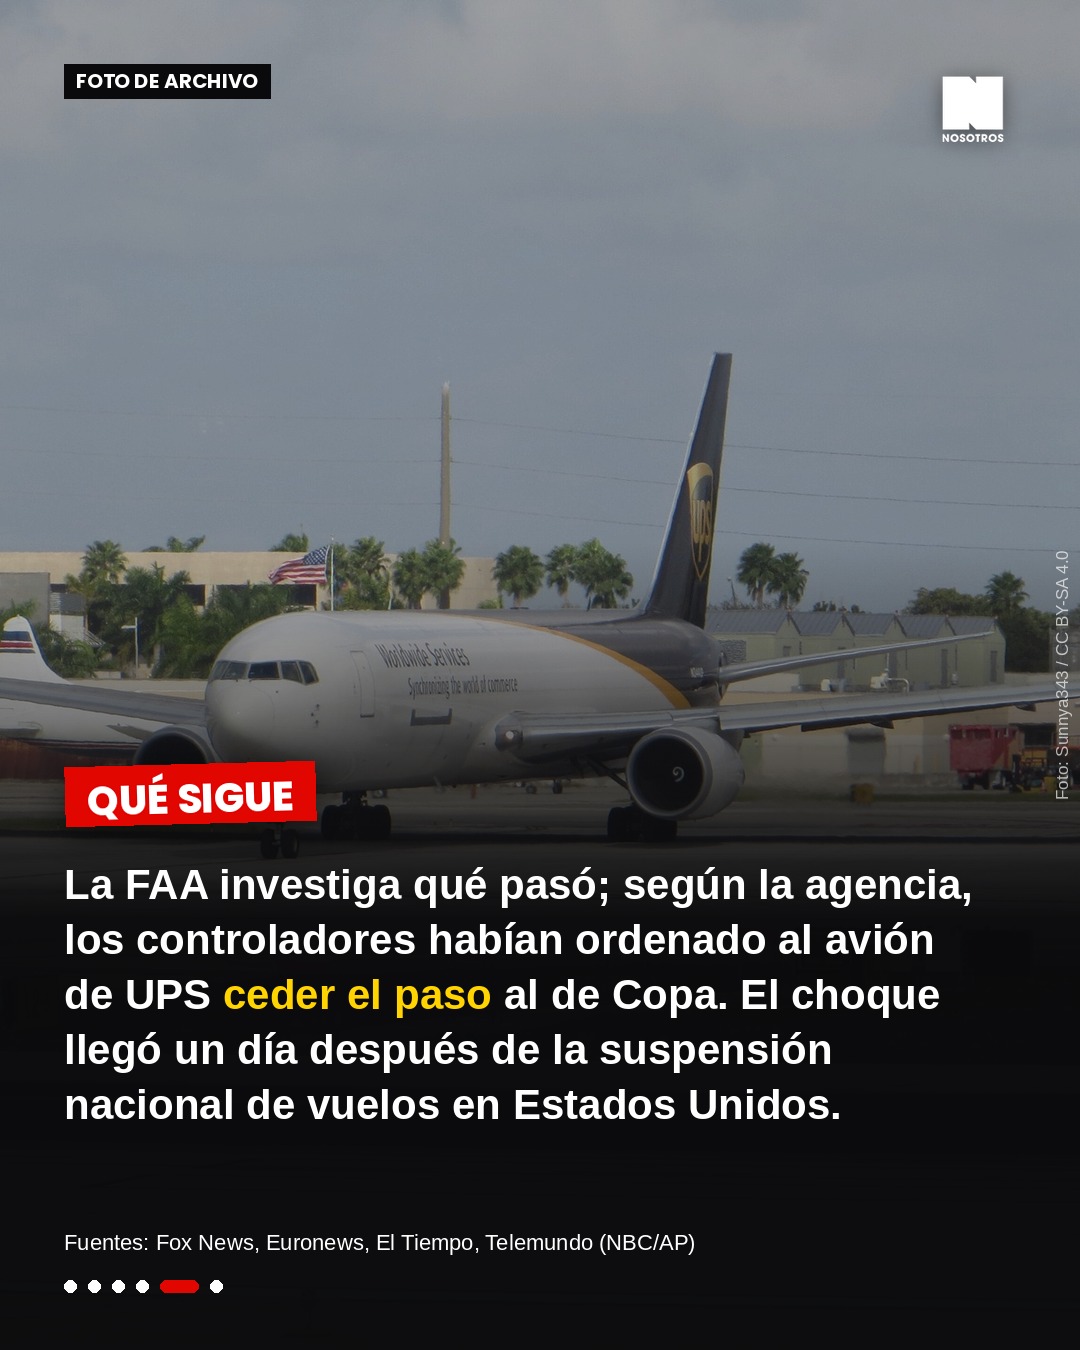 FOTO DE ARCHIVO
NOSOTROS
ups
Worldwide Services
Synchronizing the world of commerce
Foto: Sunnya343 / CC BY-SA 4.0
QUÉ SIGUE
La FAA investiga qué pasó; según la agencia,
los controladores habían ordenado al avión
de UPS ceder el paso al de Copa. El choque
llegó un día después de la suspensión
nacional de vuelos en Estados Unidos.
Fuentes: Fox News, Euronews, El Tiempo, Telemundo (NBC/AP)